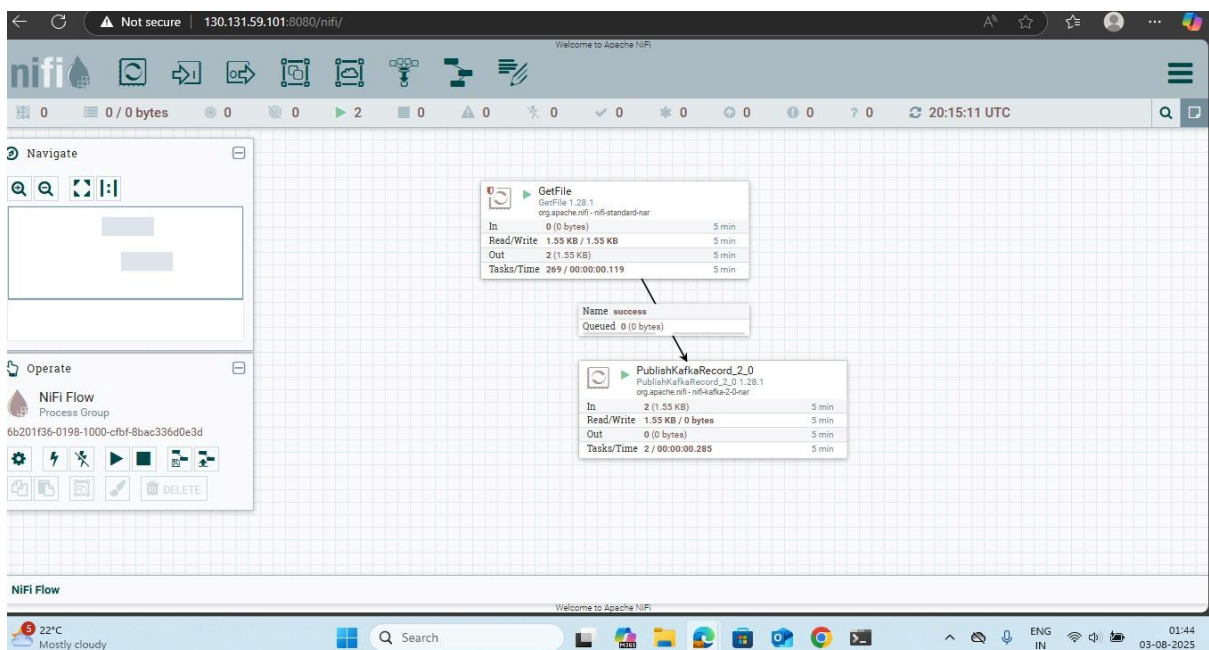 Not secure 130.131.59.101:8080/nifi/
Welcome to Apache NiFi
nifi
0 0 / 0 bytes 0 0 2 0 0 0 0 0 0 0 ? 0 20:15:11 UTC
Navigate
GetFile
GetFile 1.28.1
org.apache.nifi - nifi-standard-nar
In 0 (0 bytes) 5 min
Read/Write 1.55 KB / 1.55 KB 5 min
Out 2 (1.55 KB) 5 min
Tasks/Time 269 / 00:00:00.119 5 min
Name success
Queued 0 (0 bytes)
PublishKafkaRecord_2_0
PublishKafkaRecord_2_0 1.28.1
org.apache.nifi - nifi-kafka-2-0-nar
In 2 (1.55 KB) 5 min
Read/Write 1.55 KB / 0 bytes 5 min
Out 0 (0 bytes) 5 min
Tasks/Time 2 / 00:00:00.285 5 min
Operate
NiFi Flow
Process Group
6b201f36-0198-1000-cfbf-8bac336d0e3d
DELETE
NiFi Flow
Welcome to Apache NiFi
5
22°C
Mostly cloudy
Search
M365
ENG
IN
01:44
03-08-2025